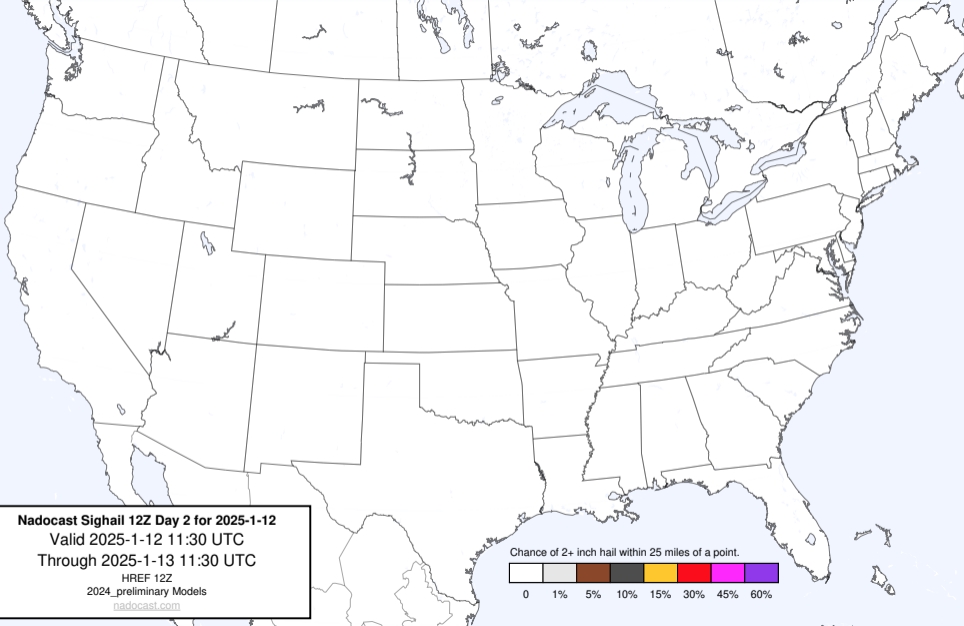 Nadocast Sighail 12Z Day 2 for 2025-1-12
Valid 2025-1-12 11:30 UTC
Through 2025-1-13 11:30 UTC
HREF 12Z
2024_preliminary Models
nadocast.com
Chance of 2+ inch hail within 25 miles of a point.
0 1% 5% 10% 15% 30% 45% 60%